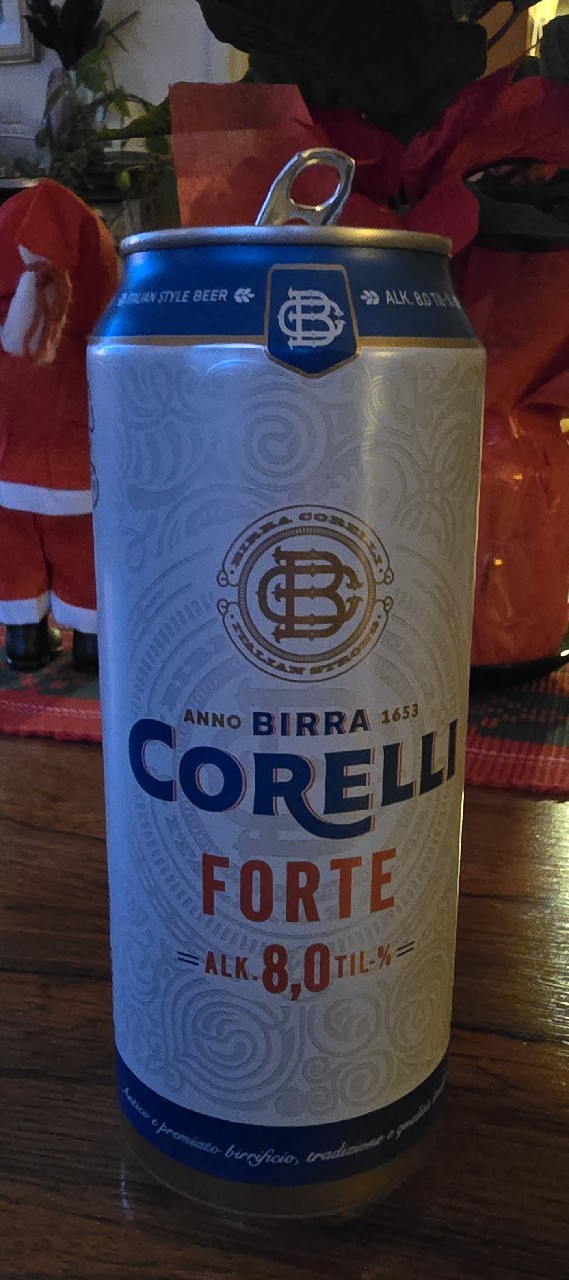 ITALIAN STYLE BEER
BC
ALK. 8,0 TIL-%
BIRRA CORELLI
BC
ITALIAN STRONG
ANNO BIRRA 1653
CORELLI
FORTE
ALK. 8,0 TIL-%
Antico e premiato birrificio, tradizione e qualità